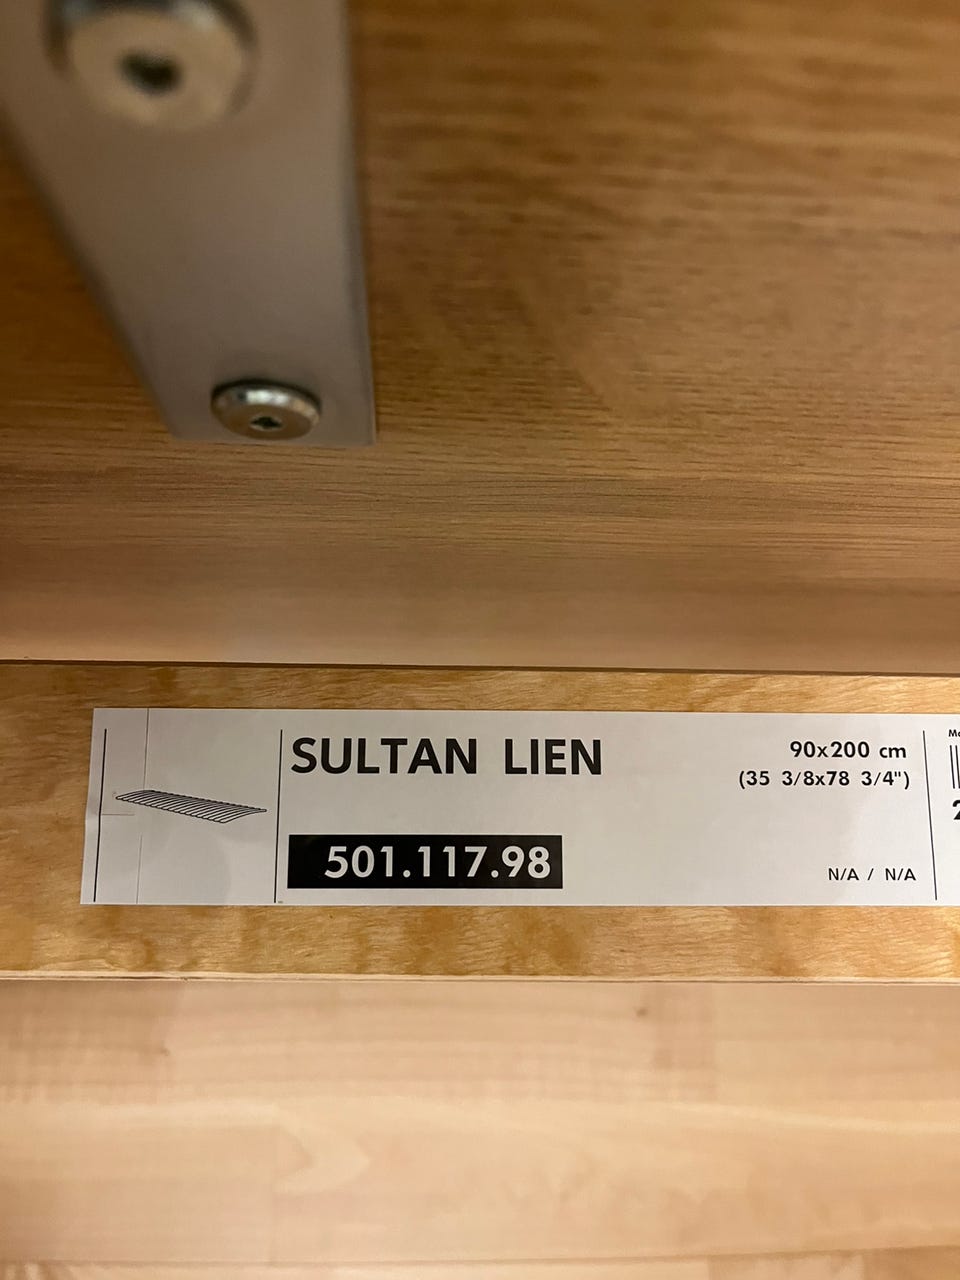 SULTAN LIEN
90x200 cm
(35 3/8x78 3/4")
501.117.98
N/A / N/A